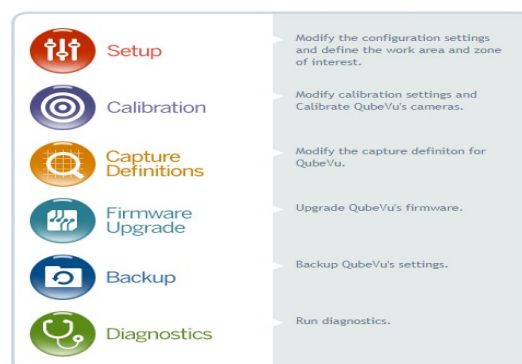 Setup
Modify the configuration settings
and define the work area and zone
of interest.
Calibration
Modify calibration settings and
Calibrate QubeVu's cameras.
Capture
Definitions
Modify the capture definiton for
QubeVu.
Firmware
Upgrade
Upgrade QubeVu's firmware.
Backup
Backup QubeVu's settings.
Diagnostics
Run diagnostics.